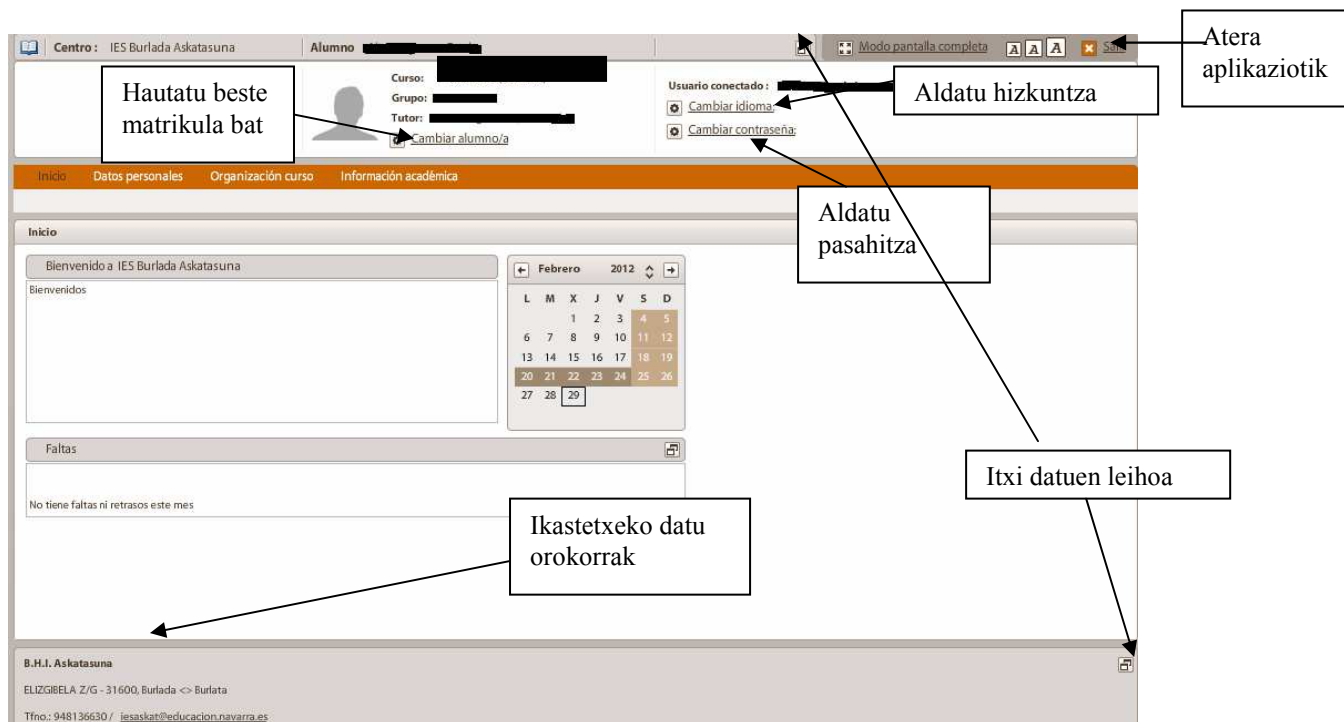 Centro : IES Burlada Askatasuna
Alumno
Modo pantalla completa A A A
Atera
aplikaziotik
Hautatu beste
matrikula bat
Curso:
Grupo:
Tutor:
Cambiar alumno/a
Usuario conectado :
Cambiar idioma:
Cambiar contraseña:
Aldatu hizkuntza
Inicio Datos personales Organización curso Información académica
Aldatu
pasahitza
Inicio
Bienvenido a IES Burlada Askatasuna
Bienvenidos
Febrero 2012
L M X J V S D
1 2 3 4 5
6 7 8 9 10 11 12
13 14 15 16 17 18 19
20 21 22 23 24 25 26
27 28 29
Faltas
No tiene faltas ni retrasos este mes
Itxi datuen leihoa
Ikastetxeko datu
orokorrak
B.H.I. Askatasuna
ELIZGIBELA Z/G - 31600, Burlada <> Burlata
Tfno.: 948136630 / iesaskat@educacion.navarra.es